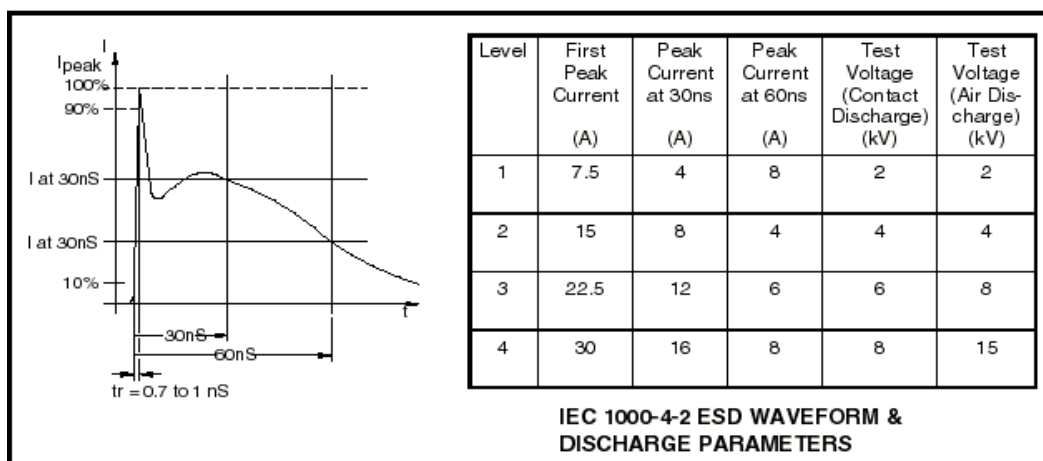 I
Ipeak
100%
90%
I at 30nS
I at 30nS
10%
t
30nS
60nS
tr = 0.7 to 1 nS
Level First Peak Current (A) Peak Current at 30ns (A) Peak Current at 60ns (A) Test Voltage (Contact Discharge) (kV) Test Voltage (Air Dis-charge) (kV)
1 7.5 4 8 2 2
2 15 8 4 4 4
3 22.5 12 6 6 8
4 30 16 8 8 15
IEC 1000-4-2 ESD WAVEFORM &
DISCHARGE PARAMETERS